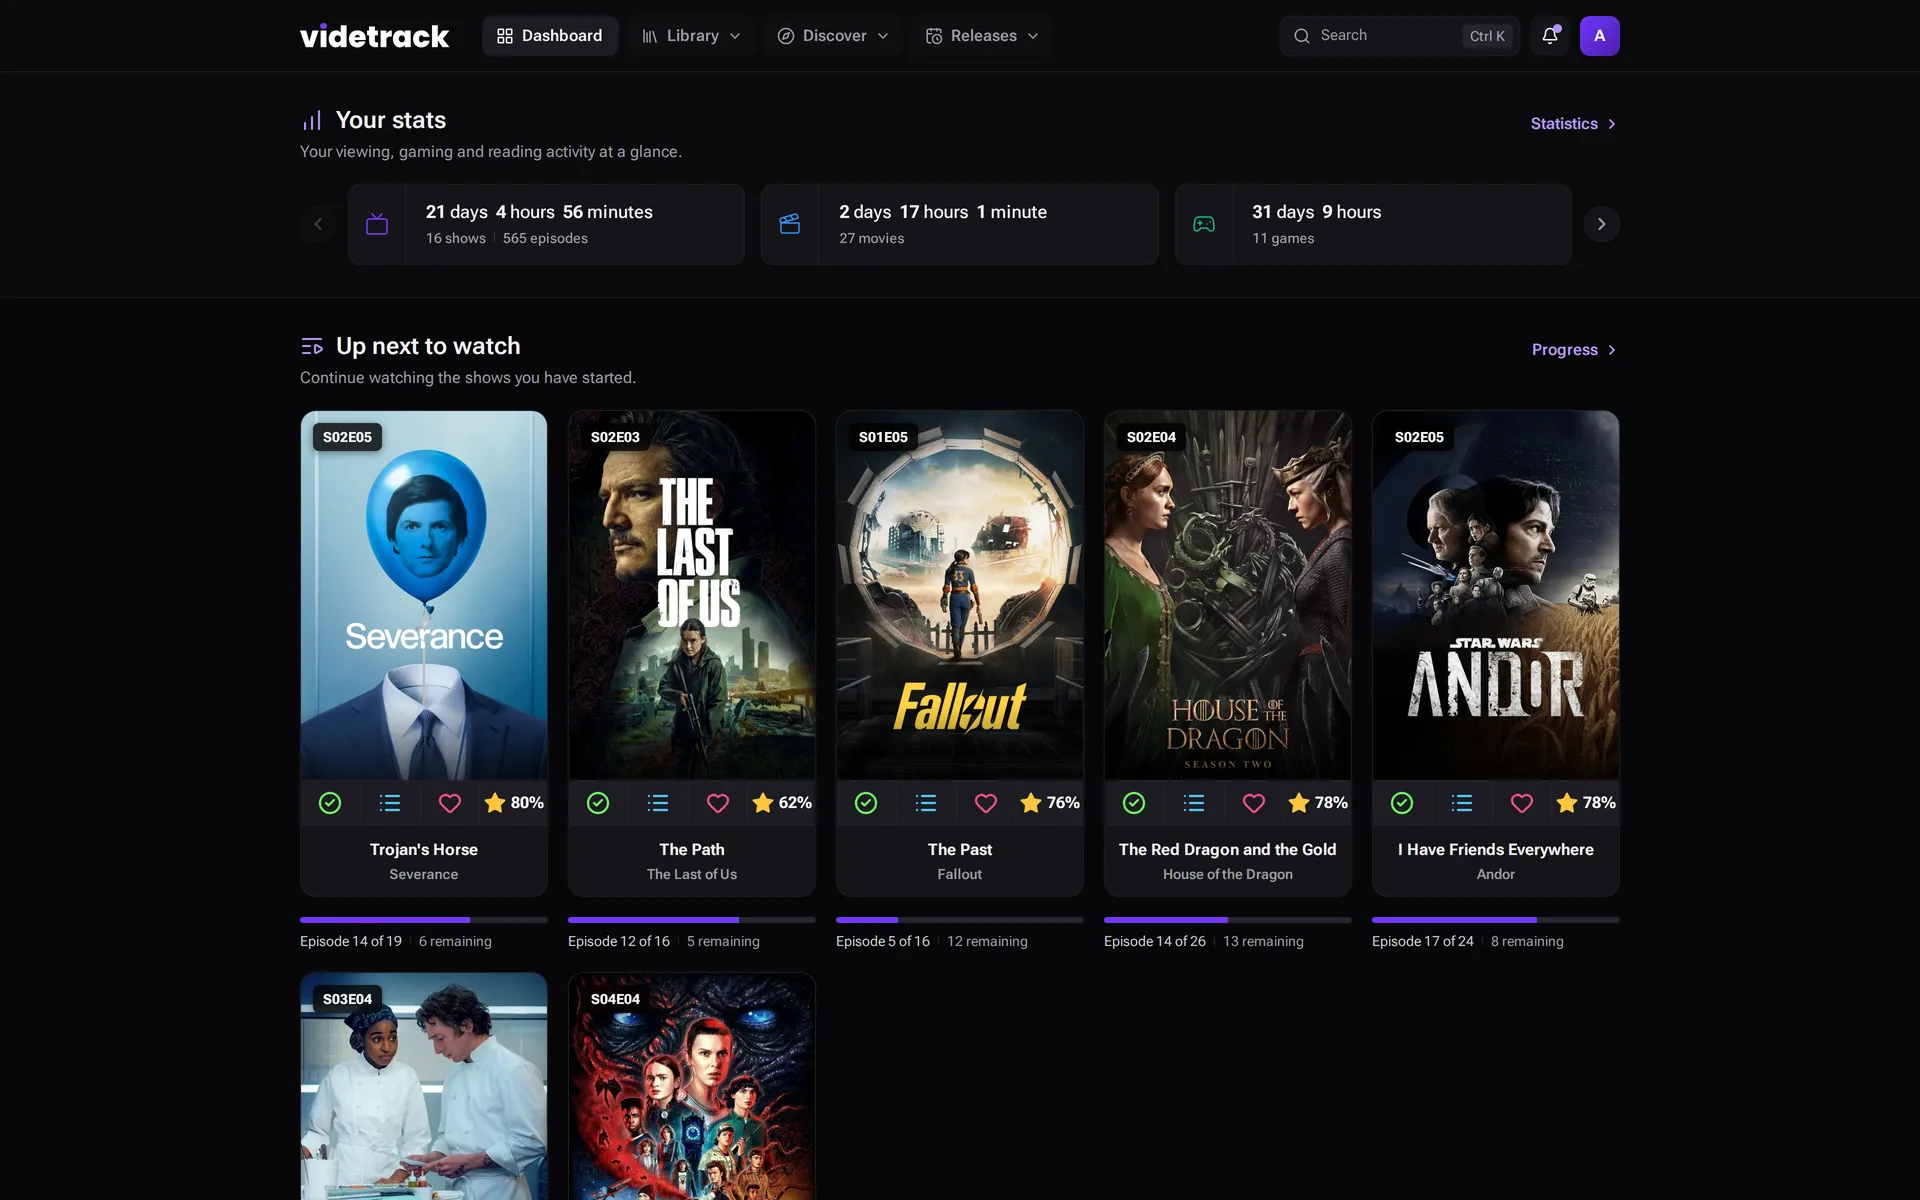 videtrack
Dashboard
Library
Discover
Releases
Search
Ctrl K
A
Your stats
Statistics
Your viewing, gaming and reading activity at a glance.
21 days 4 hours 56 minutes
16 shows
565 episodes
2 days 17 hours 1 minute
27 movies
31 days 9 hours
11 games
Up next to watch
Progress
Continue watching the shows you have started.
S02E05
Severance
80%
Trojan's Horse
Severance
Episode 14 of 19
6 remaining
S02E03
THE
LAST
OF US
62%
The Path
The Last of Us
Episode 12 of 16
5 remaining
S01E05
Fallout
76%
The Past
Fallout
Episode 5 of 16
12 remaining
S02E04
HOUSE OF THE
DRAGON
SEASON TWO
78%
The Red Dragon and the Gold
House of the Dragon
Episode 14 of 26
13 remaining
S02E05
STAR WARS
ANDOR
78%
I Have Friends Everywhere
Andor
Episode 17 of 24
8 remaining
S03E04
S04E04